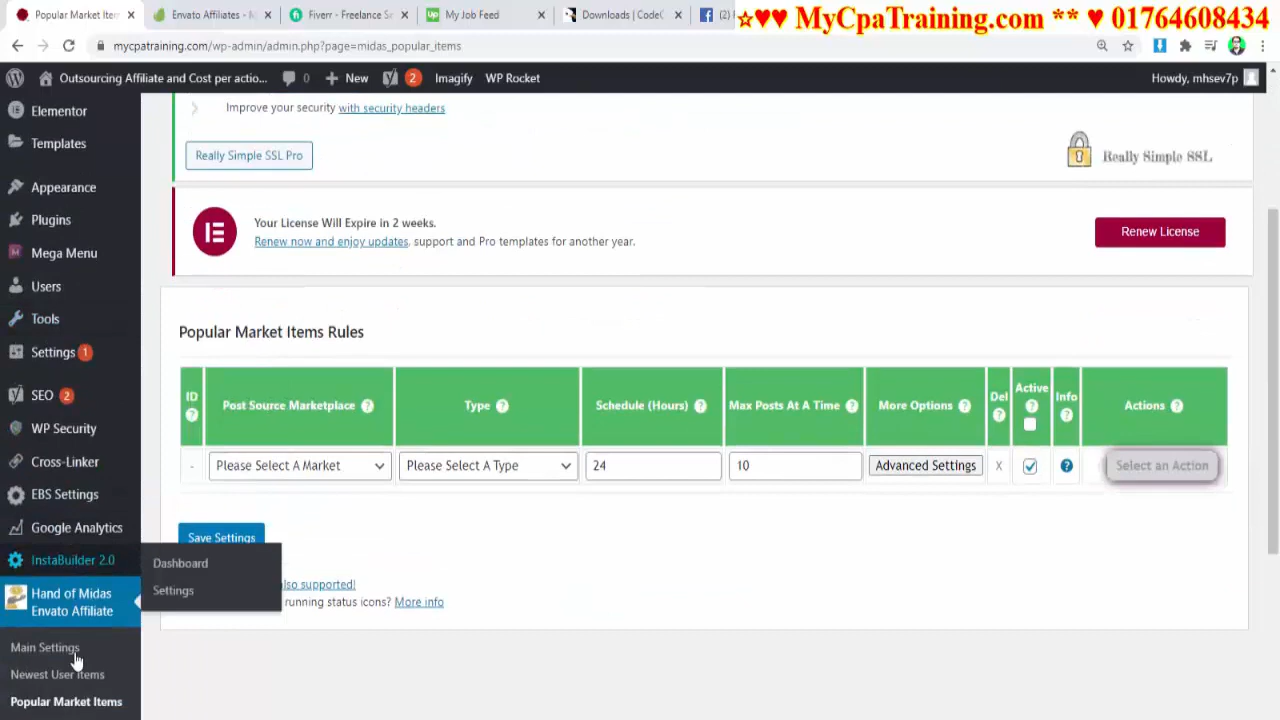 Popular Market Item
Envato Affiliates -
Fiverr - Freelance S
My Job Feed
Downloads | Code
(2)
☆♥♥ MyCpaTraining.com ** ♥ 01764608434
mycpatraining.com/wp-admin/admin.php?page=midas_popular_items
Outsourcing Affiliate and Cost per actio...
0
New
2
Imagify
WP Rocket
Howdy, mhsev7p
Elementor
Templates
Appearance
Plugins
Mega Menu
Users
Tools
Settings 1
SEO 2
WP Security
Cross-Linker
EBS Settings
Google Analytics
InstaBuilder 2.0
Dashboard
Settings
Hand of Midas
Envato Affiliate
Main Settings
Newest User Items
Popular Market Items
Improve your security with security headers
Really Simple SSL Pro
Really Simple SSL
Your License Will Expire in 2 weeks.
Renew now and enjoy updates, support and Pro templates for another year.
Renew License
Popular Market Items Rules
ID
Post Source Marketplace
Type
Schedule (Hours)
Max Posts At A Time
More Options
Del
Active
Info
Actions
-
Please Select A Market
Please Select A Type
24
10
Advanced Settings
X
Select an Action
Save Settings
also supported!
running status icons? More info